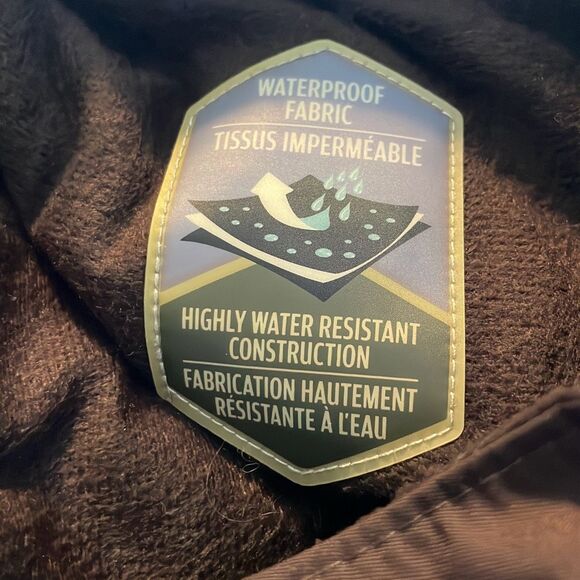 WATERPROOF
FABRIC
TISSUS IMPERMÉABLE
HIGHLY WATER RESISTANT
CONSTRUCTION
FABRICATION HAUTEMENT
RÉSISTANTE À L'EAU